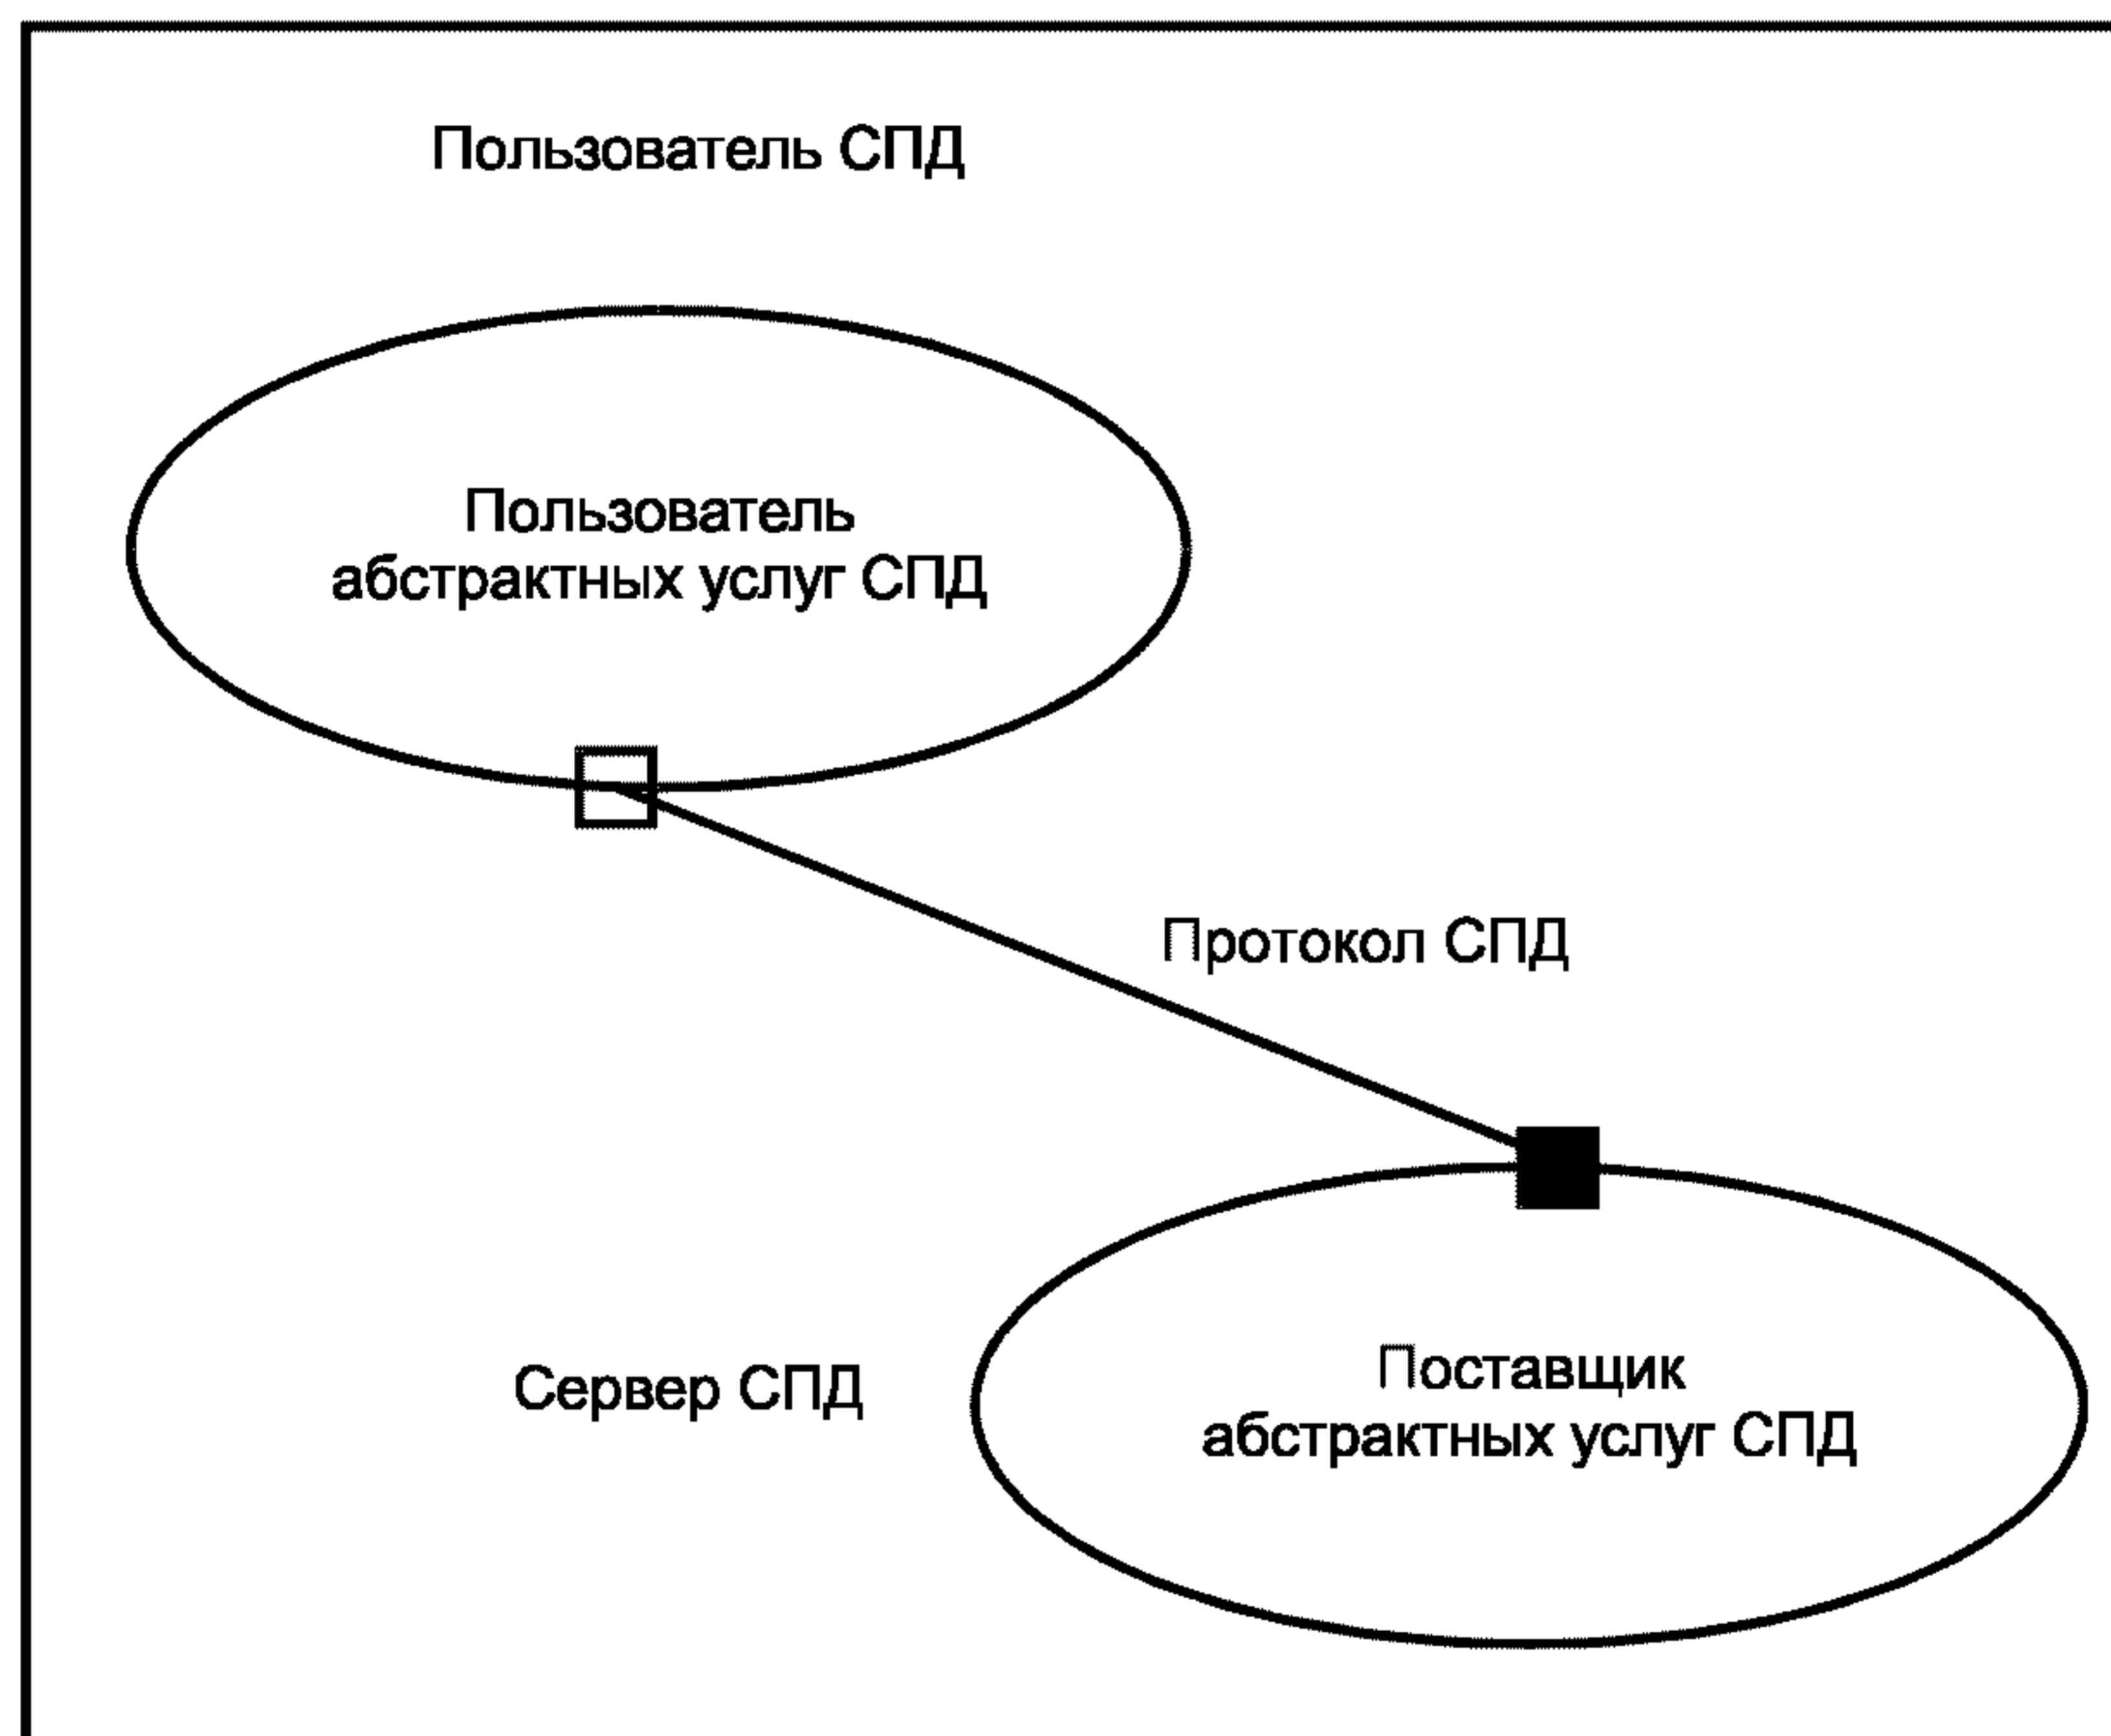 Пользователь СПД
Пользователь
абстрактных услуг СПД
Протокол СПД
Сервер СПД
Поставщик
абстрактных услуг СПД